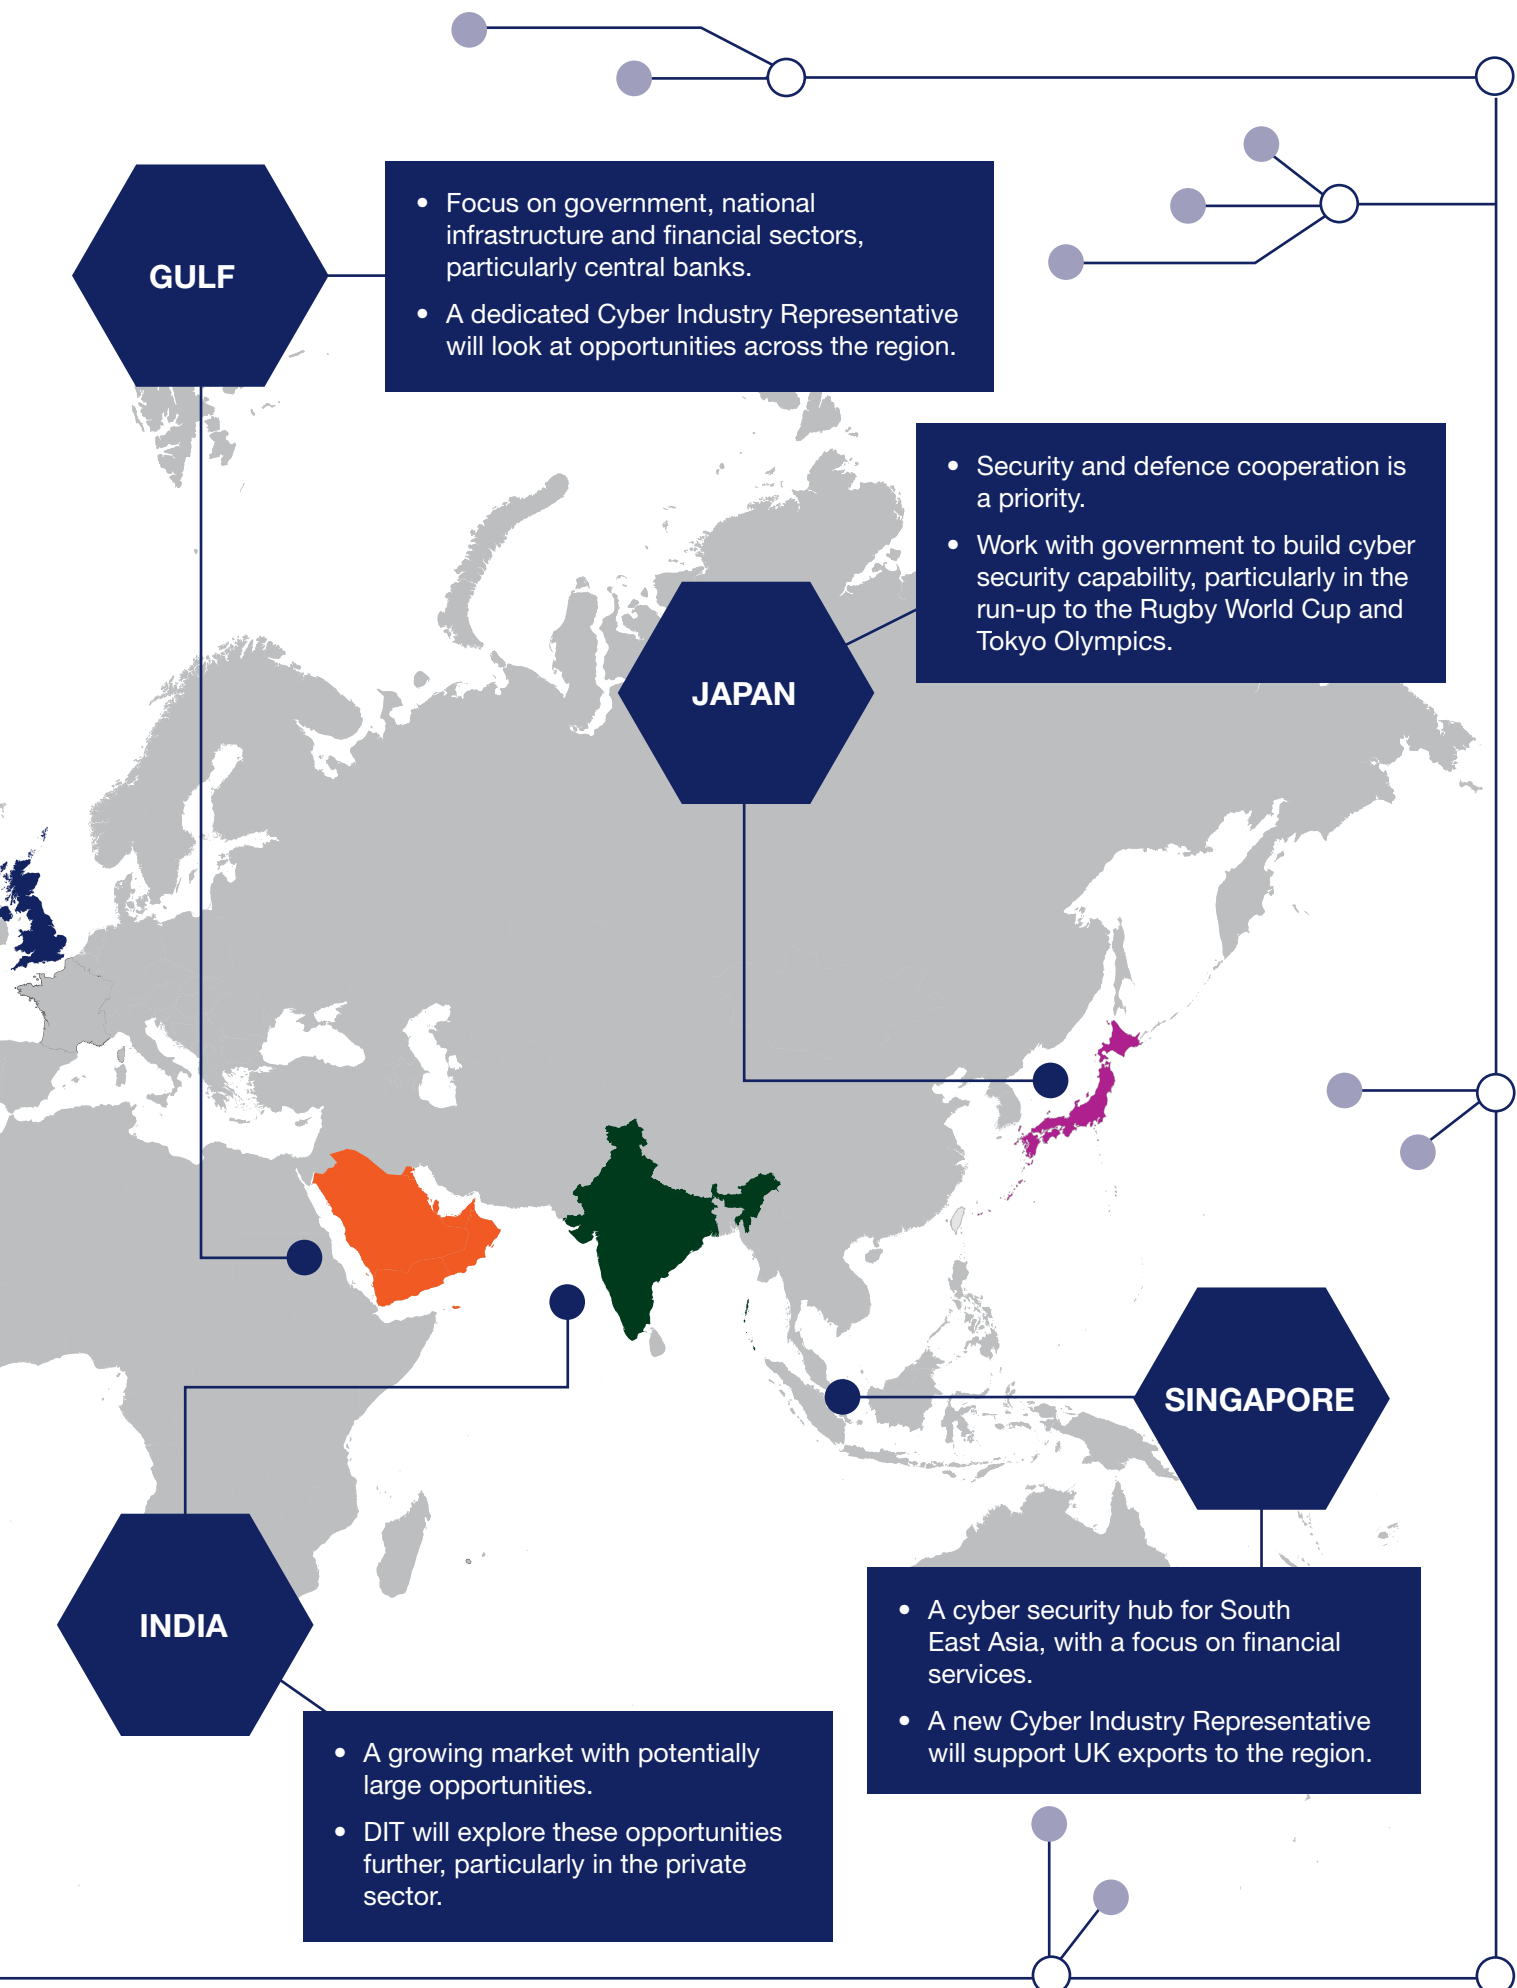 GULF
• Focus on government, national
infrastructure and financial sectors,
particularly central banks.
• A dedicated Cyber Industry Representative
will look at opportunities across the region.
• Security and defence cooperation is
a priority.
• Work with government to build cyber
security capability, particularly in the
run-up to the Rugby World Cup and
Tokyo Olympics.
JAPAN
SINGAPORE
• A cyber security hub for South
East Asia, with a focus on financial
services.
• A new Cyber Industry Representative
will support UK exports to the region.
INDIA
• A growing market with potentially
large opportunities.
• DIT will explore these opportunities
further, particularly in the private
sector.